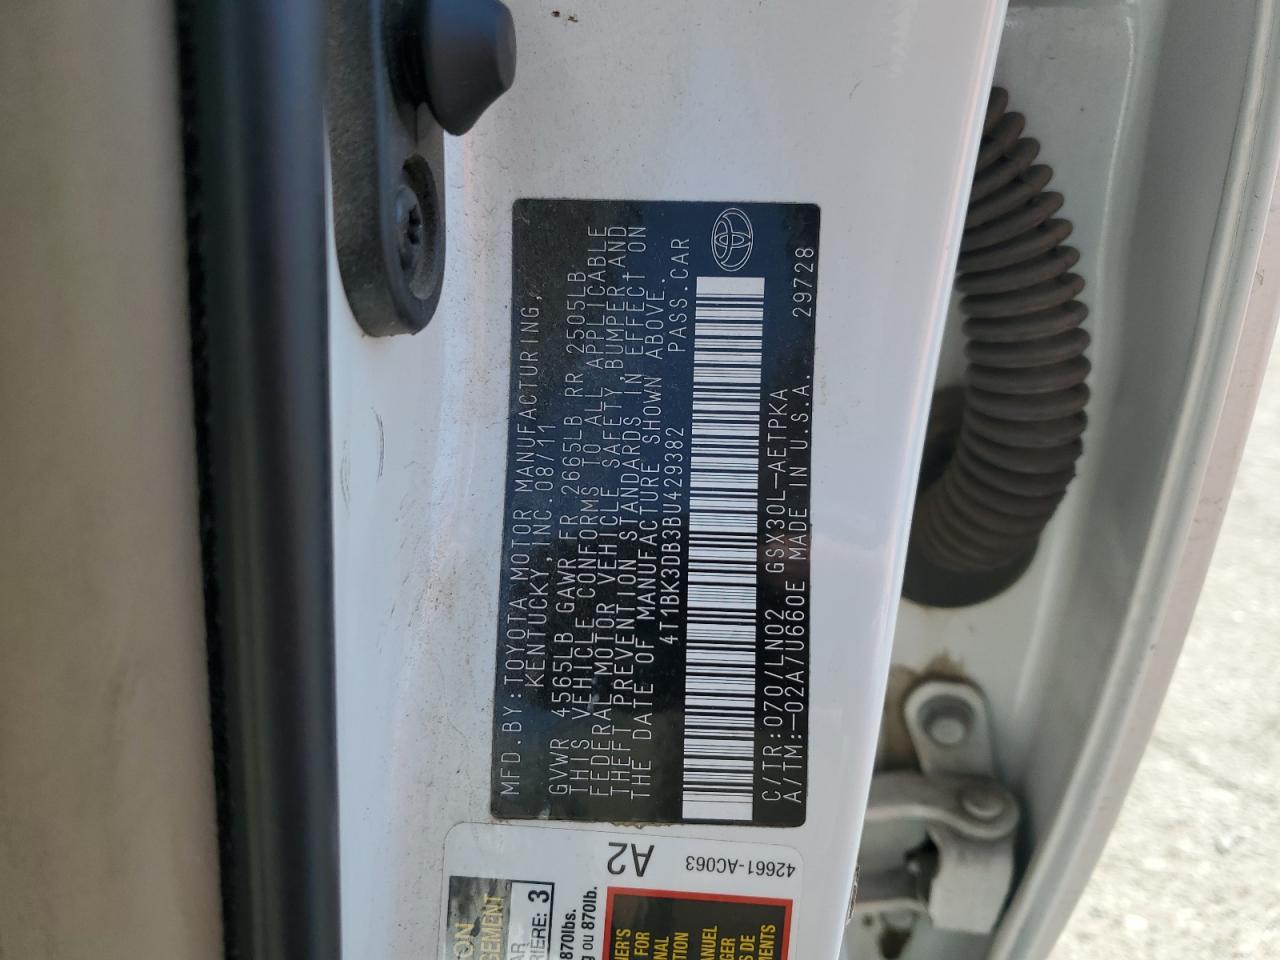 MFD.BY:TOYOTA MOTOR MANUFACTURING,
KENTUCKY, INC. 08/11
GVWR 4565LB GAWR FR 2665LB RR 2505LB
THIS VEHICLE CONFORMS TO ALL APPLICABLE
FEDERAL MOTOR VEHICLE SAFETY, BUMPER, AND
THEFT PREVENTION STANDARDS IN EFFECT ON
THE DATE OF MANUFACTURE SHOWN ABOVE.
4T1BK3DB3BU429382 PASS.CAR
C/TR:070/LN02 GSX30L-AETPKA
A/TM:-02A/U660E MADE IN U.S.A. 29728
42661-AC063
A2
3
870lbs.
ou 870lb.